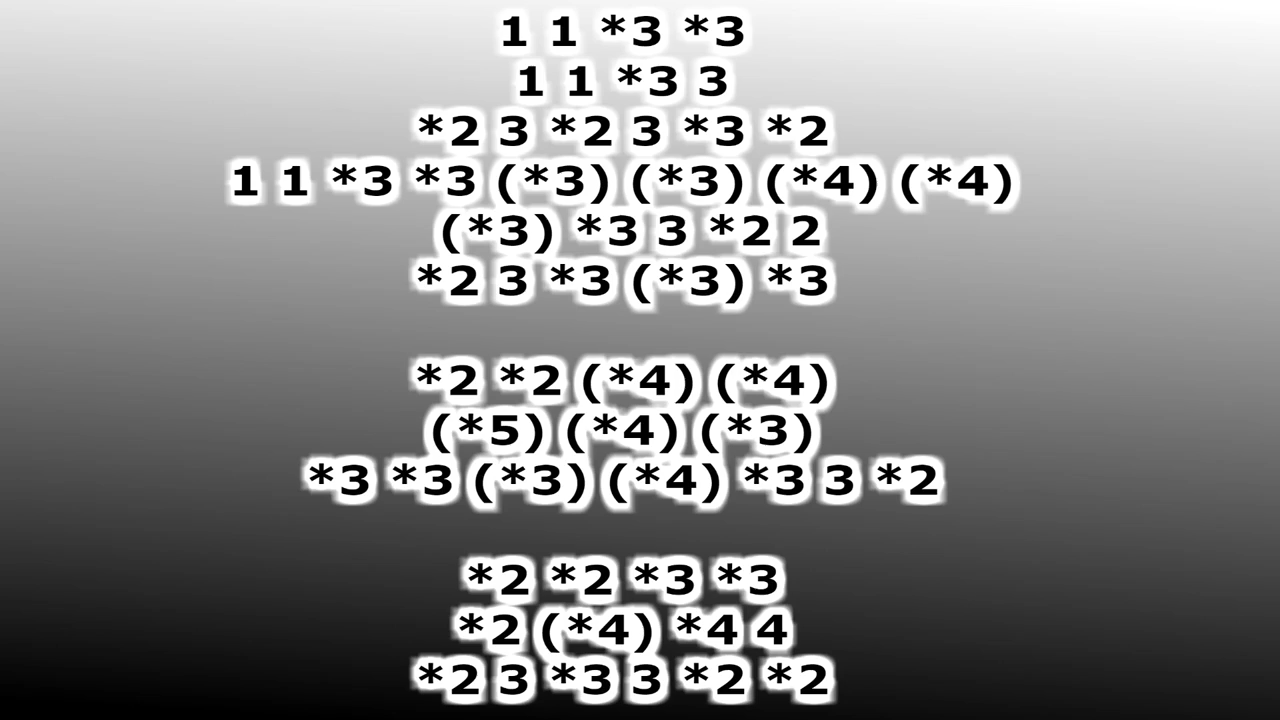 1 1 *3 *3
1 1 *3 3
*2 3 *2 3 *3 *2
1 1 *3 *3 (*3) (*3) (*4) (*4)
(*3) *3 3 *2 2
*2 3 *3 (*3) *3
*2 *2 (*4) (*4)
(*5) (*4) (*3)
*3 *3 (*3) (*4) *3 3 *2
*2 *2 *3 *3
*2 (*4) *4 4
*2 3 *3 3 *2 *2